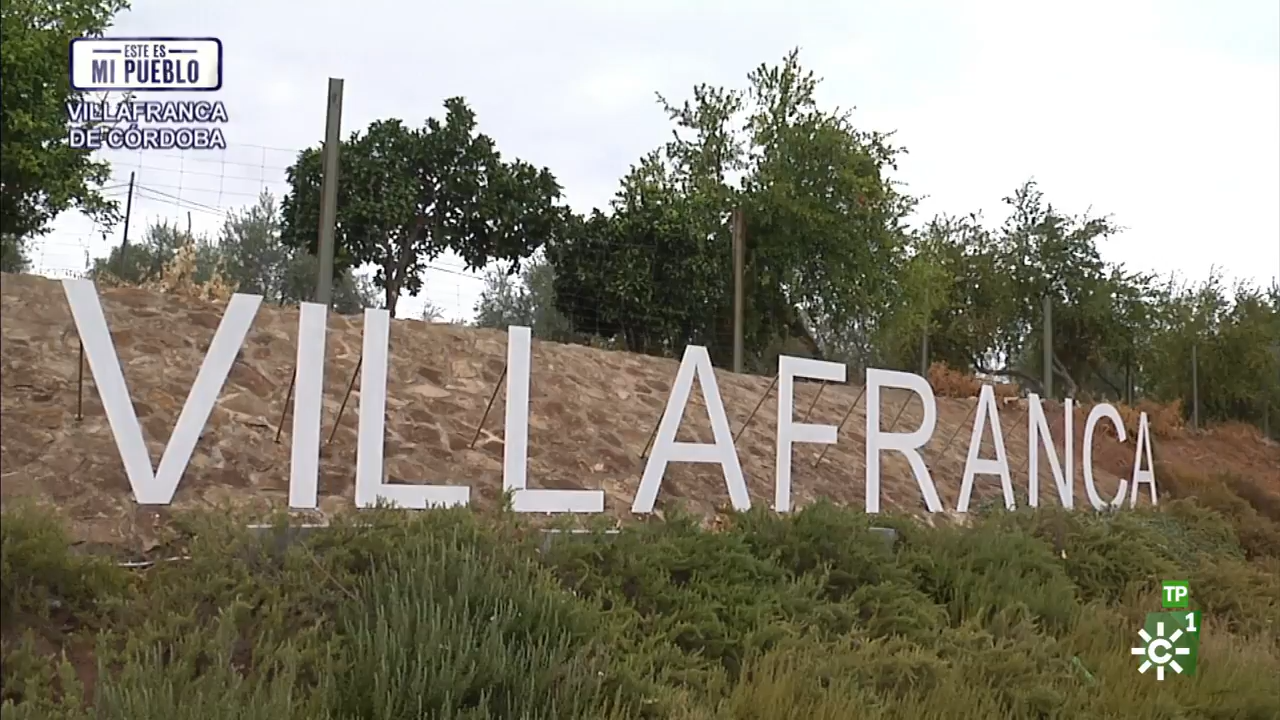 ESTE ES
MI PUEBLO
VILLAFRANCA
DE CÓRDOBA
VILLAFRANCA
TP
1